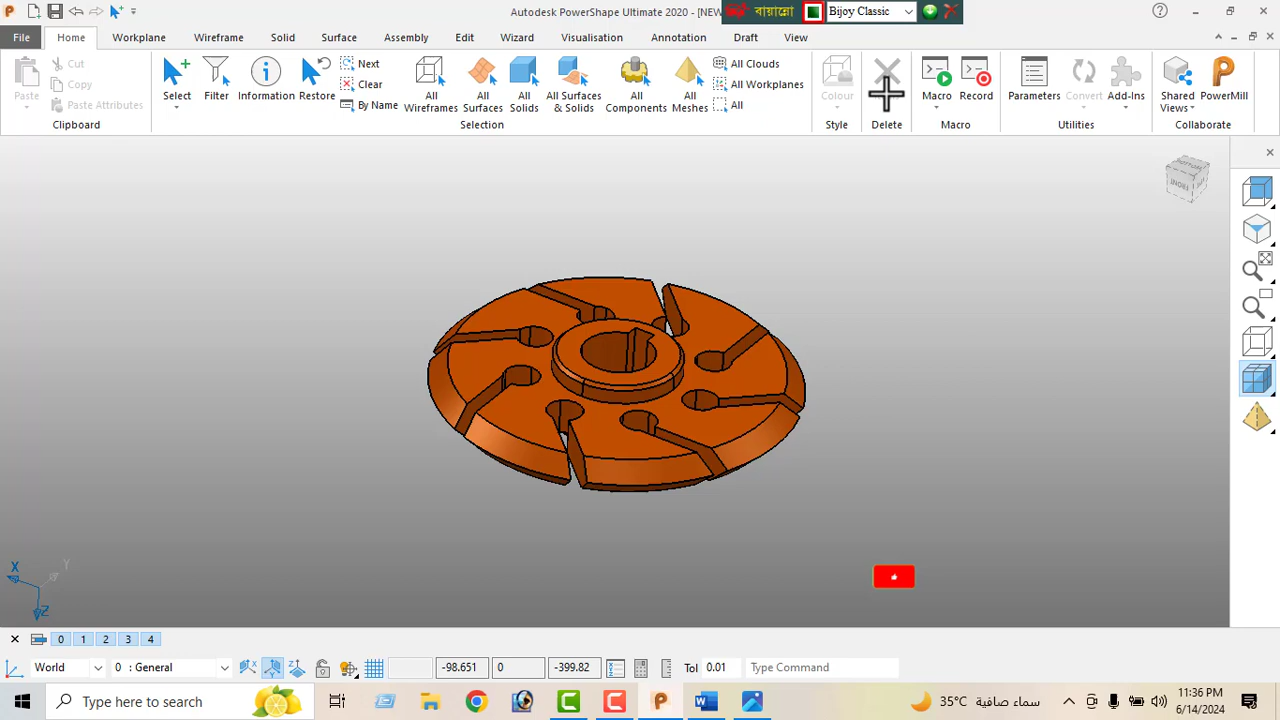 Autodesk PowerShape Ultimate 2020 - [NEW
বায়ান্নো
Bijoy Classic
File
Home
Workplane
Wireframe
Solid
Surface
Assembly
Edit
Wizard
Visualisation
Annotation
Draft
View
Paste
Cut
Copy
Paste Attributes
Clipboard
Select
Filter
Information
Restore
Next
Clear
By Name
All Wireframes
All Surfaces
All Solids
All Surfaces & Solids
All Components
All Meshes
All Clouds
All Workplanes
All
Selection
Colour
Style
Delete
Macro
Record
Macro
Parameters
Convert
Add-Ins
Utilities
Shared Views
PowerMill
Collaborate
BOTTOM
FRONT
X
Y
Z
0 1 2 3 4
World
0 : General
-98.651
0
-399.82
Tol 0.01
Type Command
Type here to search
35°C سماء صافية
11:36 PM
6/14/2024